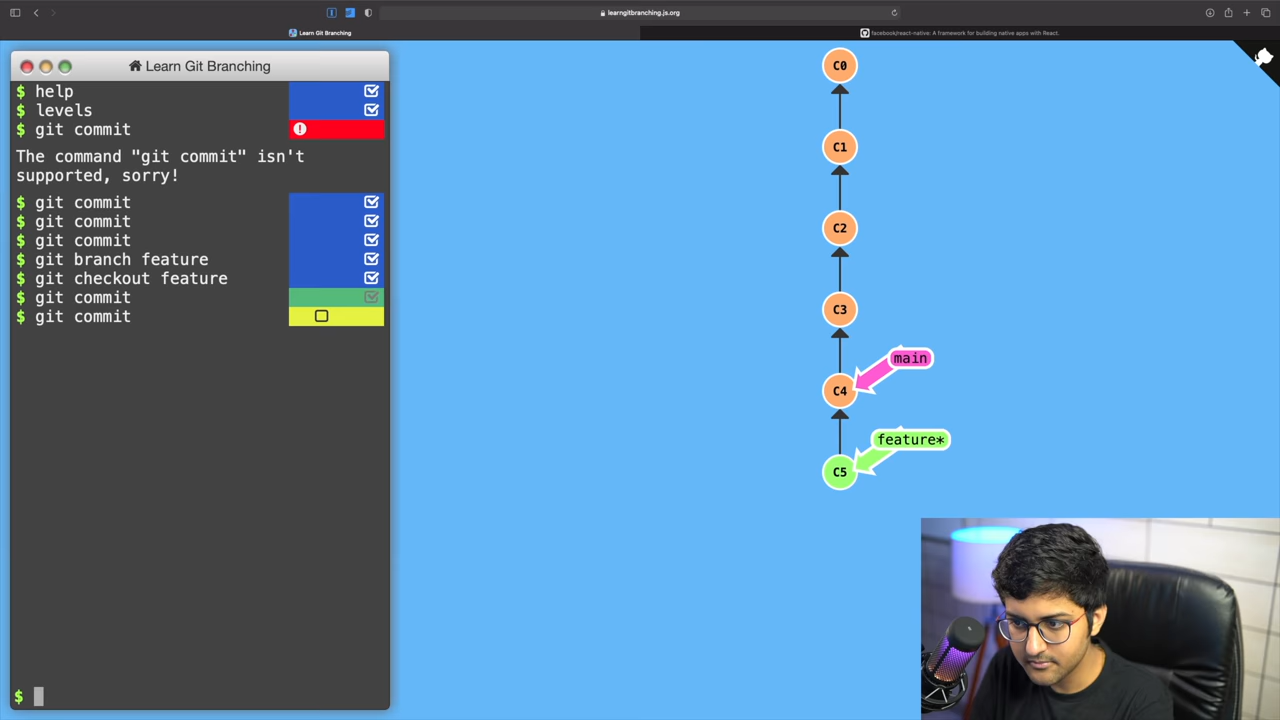 learngitbranching.js.org
Learn Git Branching
facebook/react-native: A framework for building native apps with React.
Learn Git Branching
$ help
$ levels
$ git commit
The command "git commit" isn't
supported, sorry!
$ git commit
$ git commit
$ git commit
$ git branch feature
$ git checkout feature
$ git commit
$ git commit
$
C0
C1
C2
C3
main
C4
feature*
C5